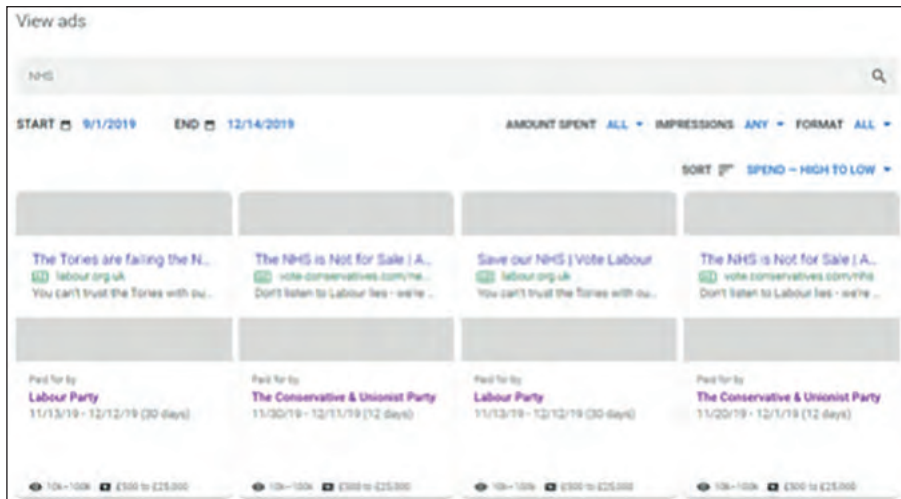 View ads
NHS
START 9/1/2019 END 12/14/2019 AMOUNT SPENT ALL IMPRESSIONS ANY FORMAT ALL
SORT SPEND – HIGH TO LOW
The Tories are failing the N...
Ad labour.org.uk
You can't trust the Tories with ou...
Paid for by
Labour Party
11/13/19 - 12/12/19 (30 days)
10k–100k £500 to £25,000
The NHS is Not for Sale | A...
Ad vote.conservatives.com/ne...
Don't listen to Labour lies - we're ...
Paid for by
The Conservative & Unionist Party
11/30/19 - 12/11/19 (12 days)
10k–100k £500 to £25,000
Save our NHS | Vote Labour
Ad labour.org.uk
You can't trust the Tories with ou...
Paid for by
Labour Party
11/13/19 - 12/12/19 (30 days)
10k–100k £500 to £25,000
The NHS is Not for Sale | A...
Ad vote.conservatives.com/nhs
Don't listen to Labour lies - we're ...
Paid for by
The Conservative & Unionist Party
11/20/19 - 12/1/19 (12 days)
10k–100k £500 to £25,000